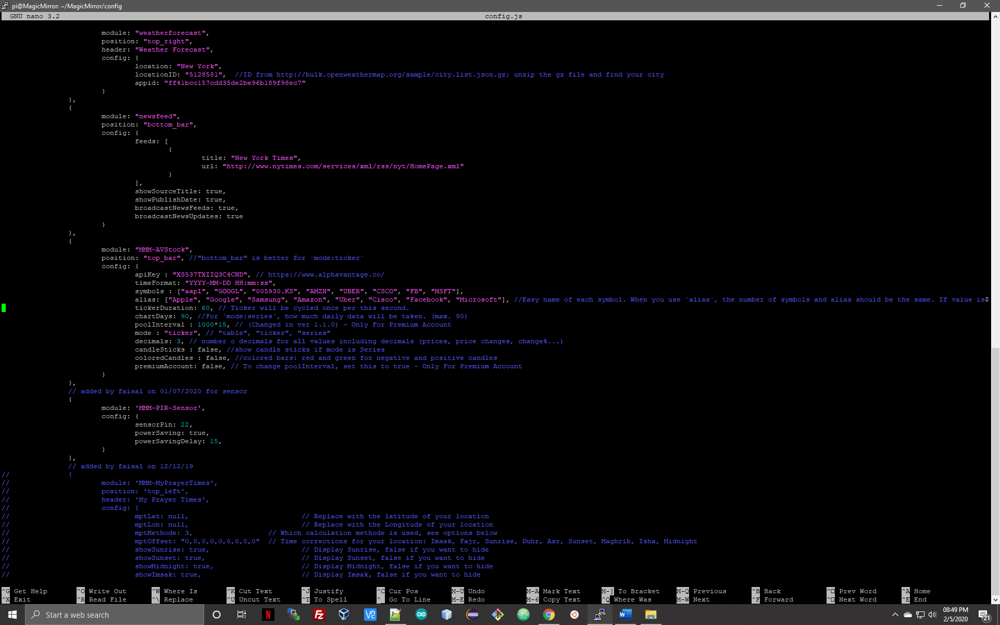 pi@MagicMirror: ~/MagicMirror/config
GNU nano 3.2 config.js
module: "weatherforecast",
position: "top_right",
header: "Weather Forecast",
config: {
location: "New York",
locationID: "5128581", //ID from http://bulk.openweathermap.org/sample/city.list.json.gz; unzip the gz file and find your city
appid: "ff41bcc157cdd35de2be96b189f98ec7"
}
},
{
module: "newsfeed",
position: "bottom_bar",
config: {
feeds: [
{
title: "New York Times",
url: "http://www.nytimes.com/services/xml/rss/nyt/HomePage.xml"
}
],
showSourceTitle: true,
showPublishDate: true,
broadcastNewsFeeds: true,
broadcastNewsUpdates: true
}
},
{
module: "MMM-AVStock",
position: "top_bar", //"bottom_bar" is better for `mode:ticker`
config: {
apiKey : "XS537TXIIQ3C4CND", // https://www.alphavantage.co/
timeFormat: "YYYY-MM-DD HH:mm:ss",
symbols : ["aapl", "GOOGL", "005930.KS", "AMZN", "UBER", "CSCO", "FB", "MSFT"],
alias: ["Apple", "Google", "Samsung", "Amazon", "Uber", "Cisco", "Facebook", "Microsoft"], //Easy name of each symbol. When you use `alias`, the number of symbols and alias should be the same. If value is$
tickerDuration: 60, // Ticker will be cycled once per this second.
chartDays: 90, //For `mode:series`, how much daily data will be taken. (max. 90)
poolInterval : 1000*15, // (Changed in ver 1.1.0) - Only For Premium Account
mode : "ticker", // "table", "ticker", "series"
decimals: 3, // number o decimals for all values including decimals (prices, price changes, change%...)
candleSticks : false, //show candle sticks if mode is Series
coloredCandles : false, //colored bars: red and green for negative and positive candles
premiumAccount: false, // To change poolInterval, set this to true - Only For Premium Account
}
},
// added by faisal on 01/07/2020 for sensor
{
module: 'MMM-PIR-Sensor',
config: {
sensorPin: 22,
powerSaving: true,
powerSavingDelay: 15,
}
},
// added by faisal on 12/12/19
// {
// module: 'MMM-MyPrayerTimes',
// position: 'top_left',
// header: 'My Prayer Times',
// config: {
// mptLat: null, // Replace with the latitude of your location
// mptLon: null, // Replace with the Longitude of your location
// mptMethode: 3, // Which calculation methode is used, see options below
// mptOffset: "0,0,0,0,0,0,0,0,0" // Time corrections for your location: Imsak, Fajr, Sunrise, Duhr, Asr, Sunset, Maghrib, Isha, Midnight
// showSunrise: true, // Display Sunrise, false if you want to hide
// showSunset: true, // Display Sunset, false if you want to hide
// showMidnight: true, // Display Midnight, false if you want to hide
// showImsak: true, // Display Imsak, false if you want to hide
^G Get Help ^O Write Out ^W Where Is ^K Cut Text ^J Justify ^C Cur Pos M-U Undo M-A Mark Text M-] To Bracket M-Q Previous ^B Back Prev Word ^A Home
^X Exit ^R Read File ^\ Replace ^U Uncut Text ^T To Spell ^_ Go To Line M-E Redo M-6 Copy Text ^Q Where Was M-W Next ^F Forward Next Word ^E End
Start a web search
08:49 PM
2/5/2020
21